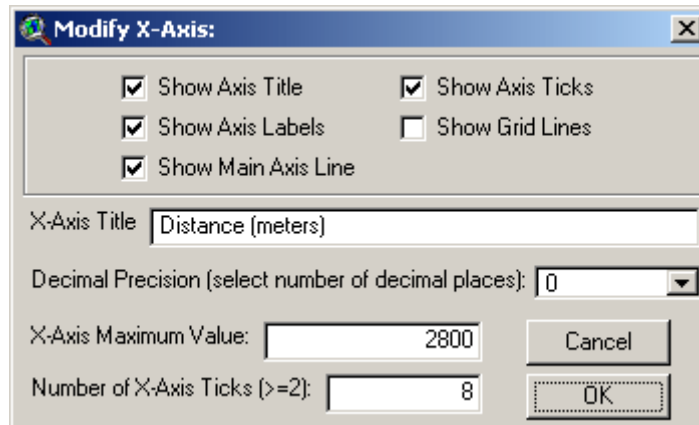 Modify X-Axis:
Show Axis Title
Show Axis Ticks
Show Axis Labels
Show Grid Lines
Show Main Axis Line
X-Axis Title Distance (meters)
Decimal Precision (select number of decimal places): 0
X-Axis Maximum Value: 2800
Cancel
Number of X-Axis Ticks (>=2): 8
OK